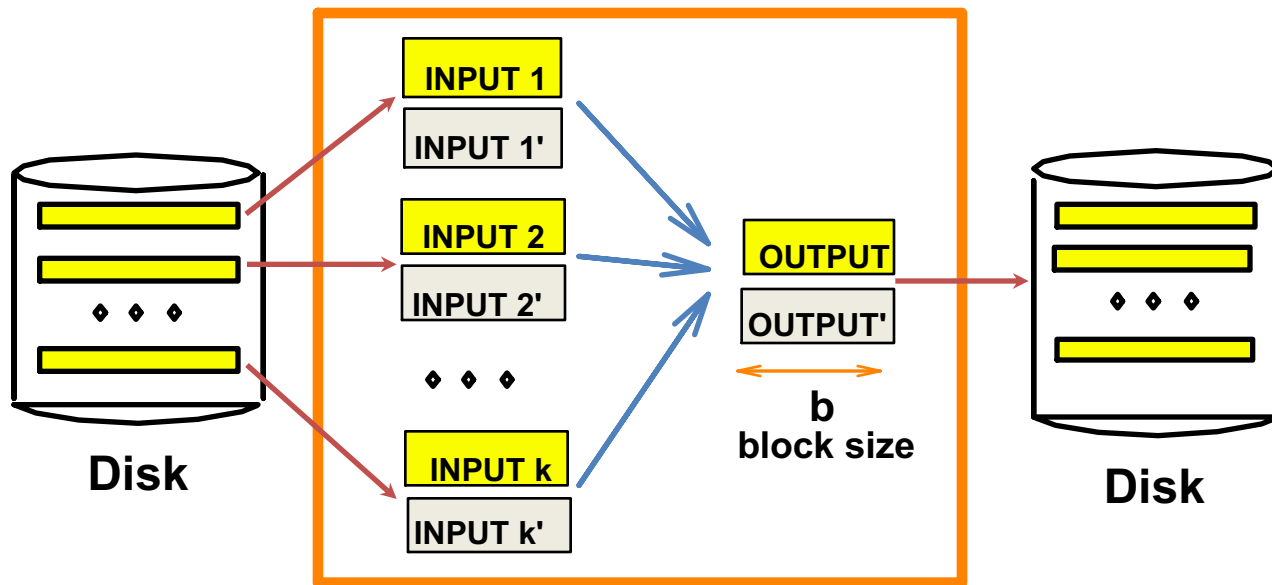 INPUT 1
INPUT 1'
INPUT 2
INPUT 2'
INPUT k
INPUT k'
OUTPUT
OUTPUT'
b
block size
Disk
Disk